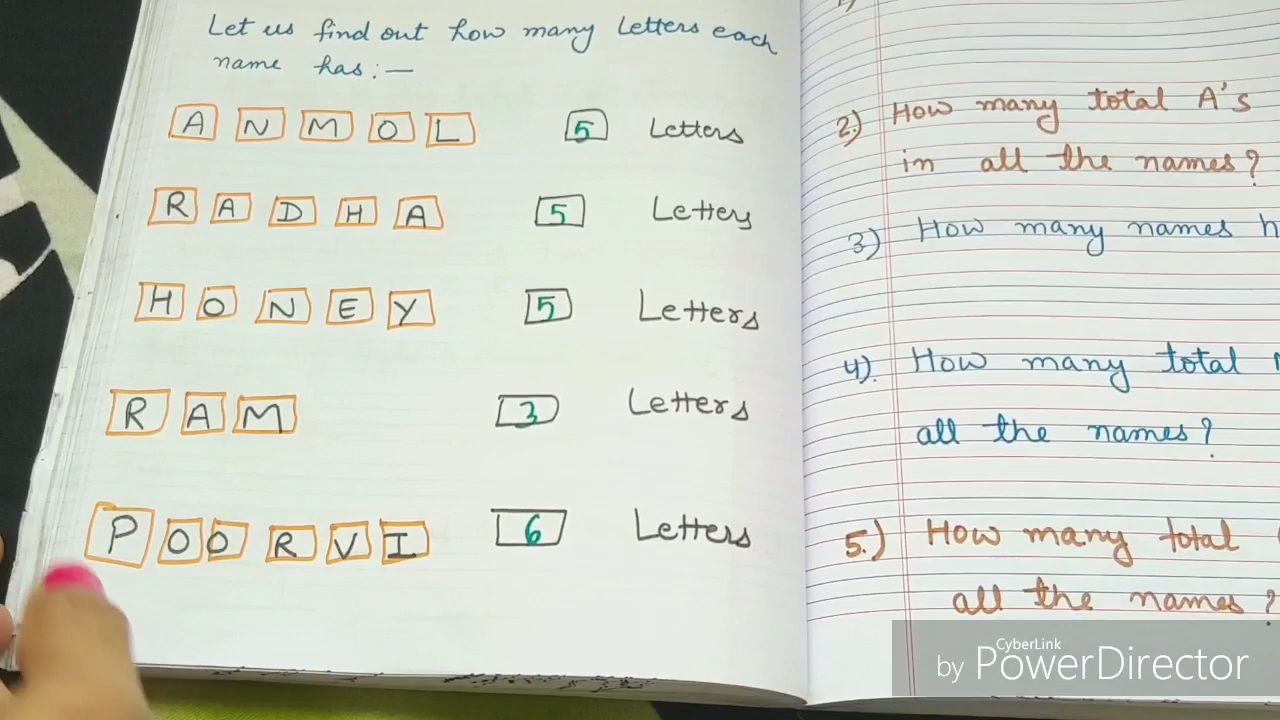 Let us find out how many Letters each
name has:—
A N M O L 5 Letters
R A D H A 5 Letters
H O N E Y 5 Letters
R A M 3 Letters
P O O R V I 6 Letters
2.) How many total A's
in all the names?
3) How many names
4). How many total
all the names?
5.) How many total
all the names?
CyberLink
by PowerDirector